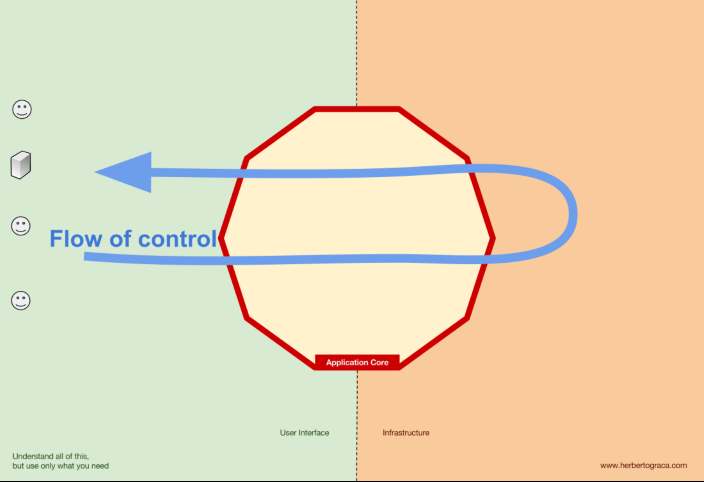 Flow of control
Application Core
User Interface
Infrastructure
Understand all of this,
but use only what you need
www.herbertograca.com